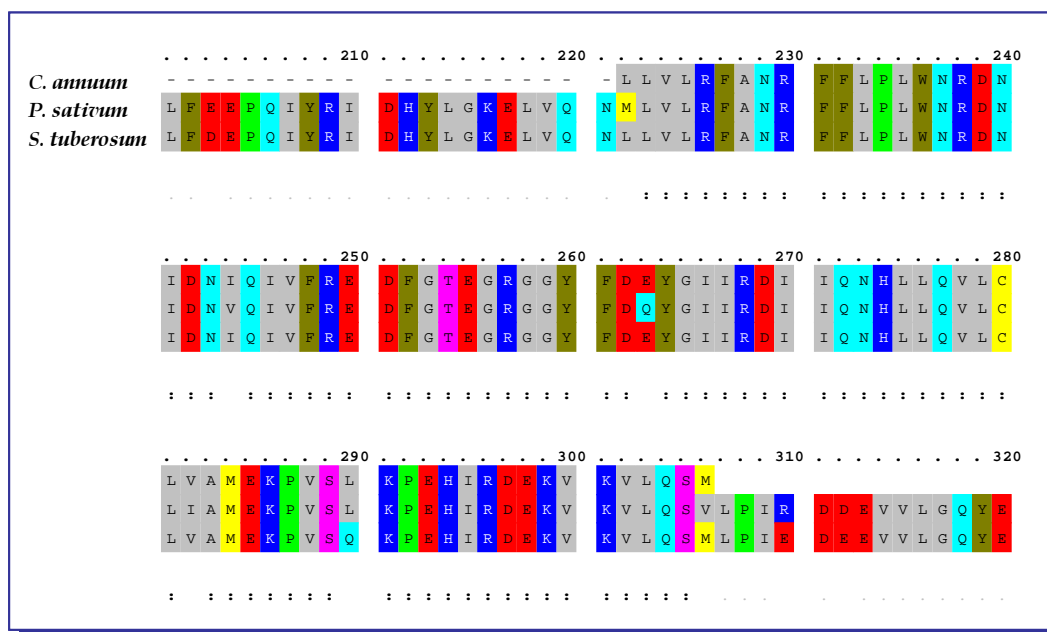 . . . . . . . . . 210 . . . . . . . . . 220 . . . . . . . . . 230 . . . . . . . . . 240
C. annuum - - - - - - - - - - - - - - - - - - - - - L L V L R F A N R F F L P L W N R D N
P. sativum L F E E P Q I Y R I D H Y L G K E L V Q N M L V L R F A N R F F L P L W N R D N
S. tuberosum L F D E P Q I Y R I D H Y L G K E L V Q N L L V L R F A N R F F L P L W N R D N
. .   . . . . . . . . . . . . . . . . . .   : : : : : : : : : : : : : : : : : :
. . . . . . . . . 250 . . . . . . . . . 260 . . . . . . . . . 270 . . . . . . . . . 280
I D N I Q I V F R E D F G T E G R G G Y F D E Y G I I R D I I Q N H L L Q V L C
I D N V Q I V F R E D F G T E G R G G Y F D Q Y G I I R D I I Q N H L L Q V L C
I D N I Q I V F R E D F G T E G R G G Y F D E Y G I I R D I I Q N H L L Q V L C
: : :   : : : : : : : : : : : : : : : : : :   : : : : : : : : : : : : : : : : :
. . . . . . . . . 290 . . . . . . . . . 300 . . . . . . . . . 310 . . . . . . . . . 320
L V A M E K P V S L K P E H I R D E K V K V L Q S M
L I A M E K P V S L K P E H I R D E K V K V L Q S V L P I R D D E V V L G Q Y E
L V A M E K P V S Q K P E H I R D E K V K V L Q S M L P I E D E E V V L G Q Y E
:   : : : : : : :   : : : : : : : : : : : : : : :   . . .   .   . . . . . . . .